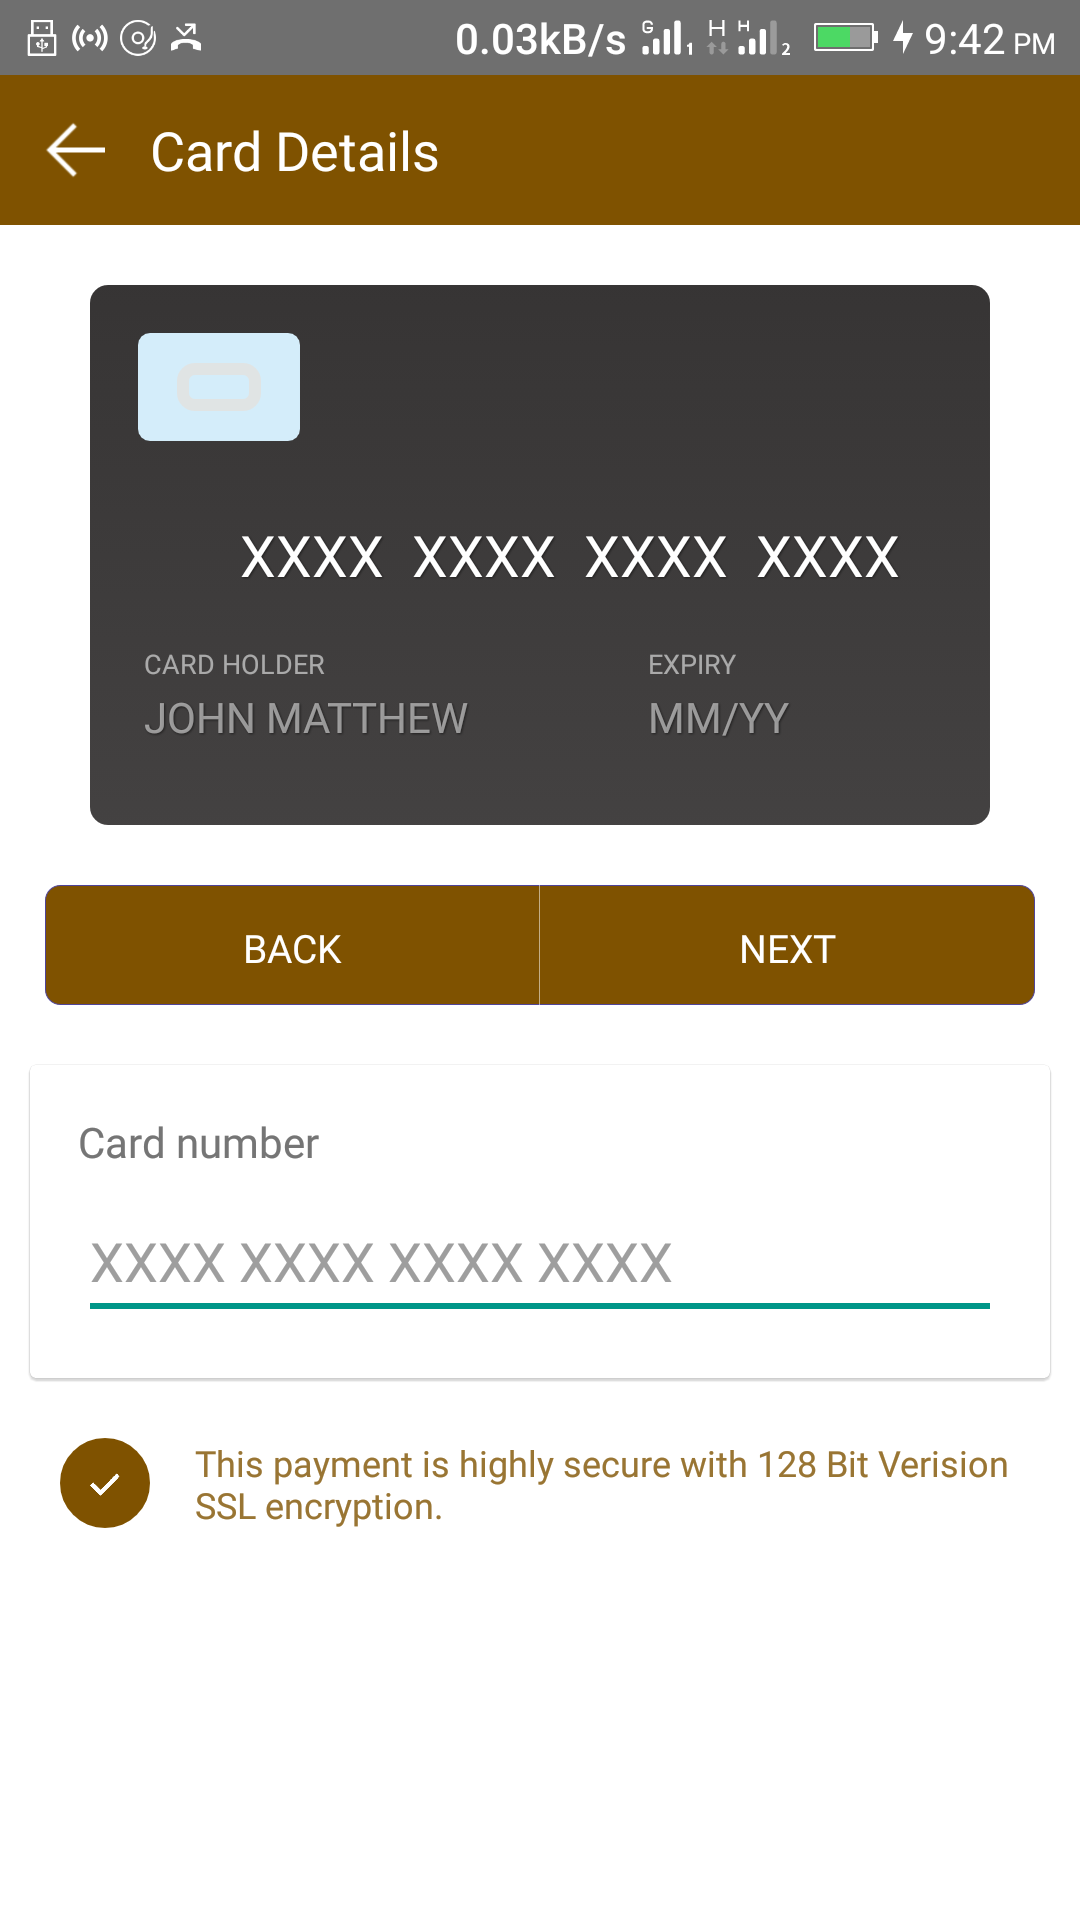 0.03kB/s G 1 H H 2 9:42 PM
Card Details
XXXX XXXX XXXX XXXX
CARD HOLDER EXPIRY
JOHN MATTHEW MM/YY
BACK NEXT
Card number
XXXX XXXX XXXX XXXX
This payment is highly secure with 128 Bit Verision
SSL encryption.